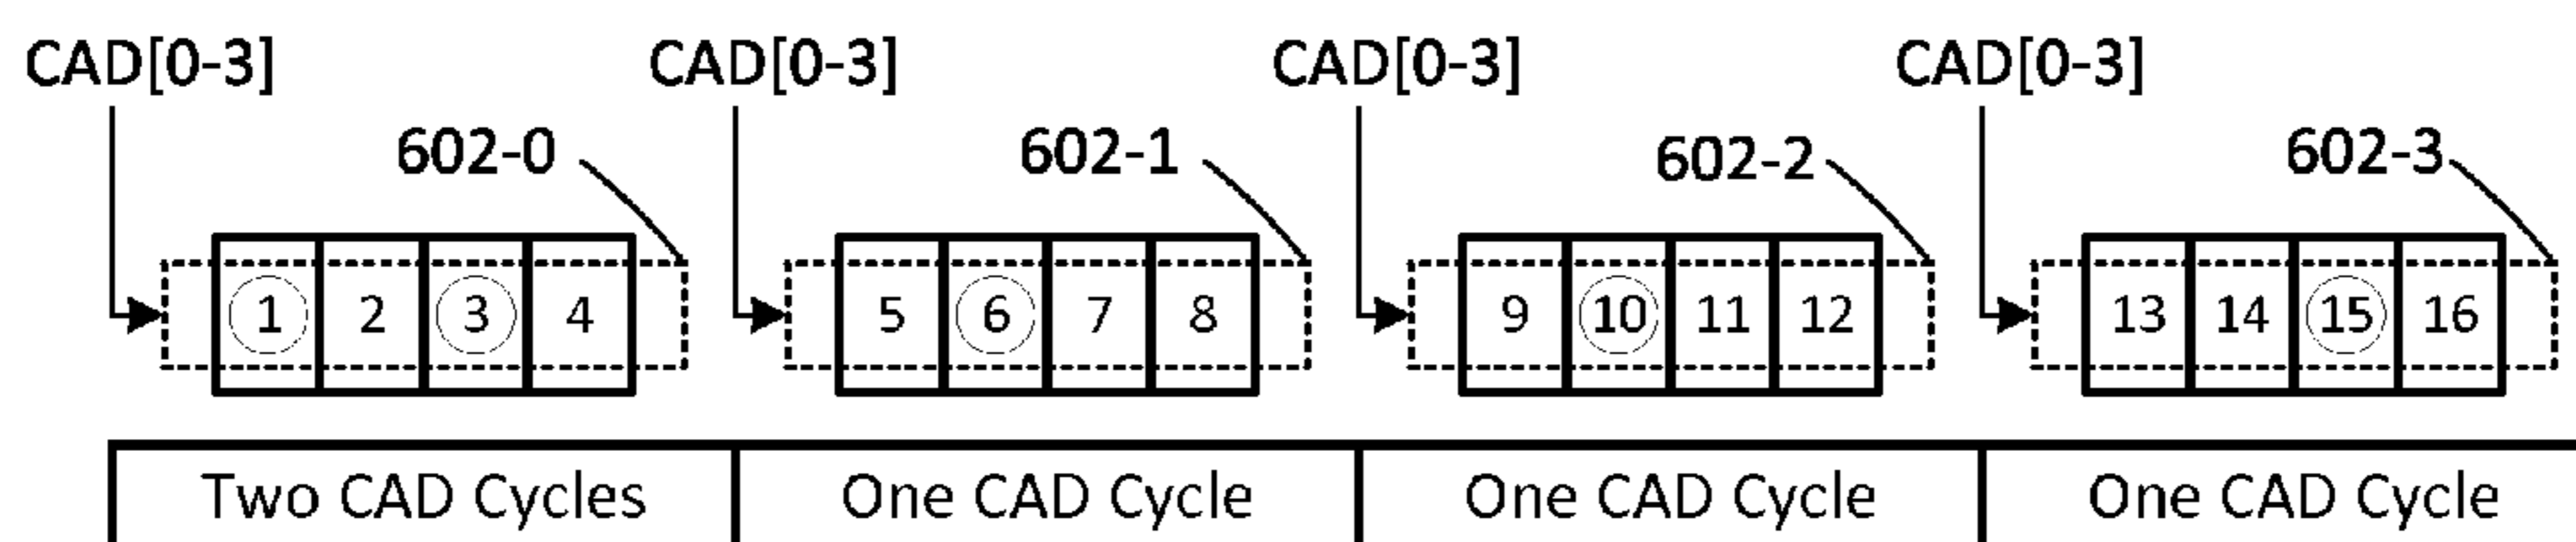 CAD[0-3] CAD[0-3] CAD[0-3] CAD[0-3]
602-0 602-1 602-2 602-3
1 2 3 4 5 6 7 8 9 10 11 12 13 14 15 16
Two CAD Cycles One CAD Cycle One CAD Cycle One CAD Cycle